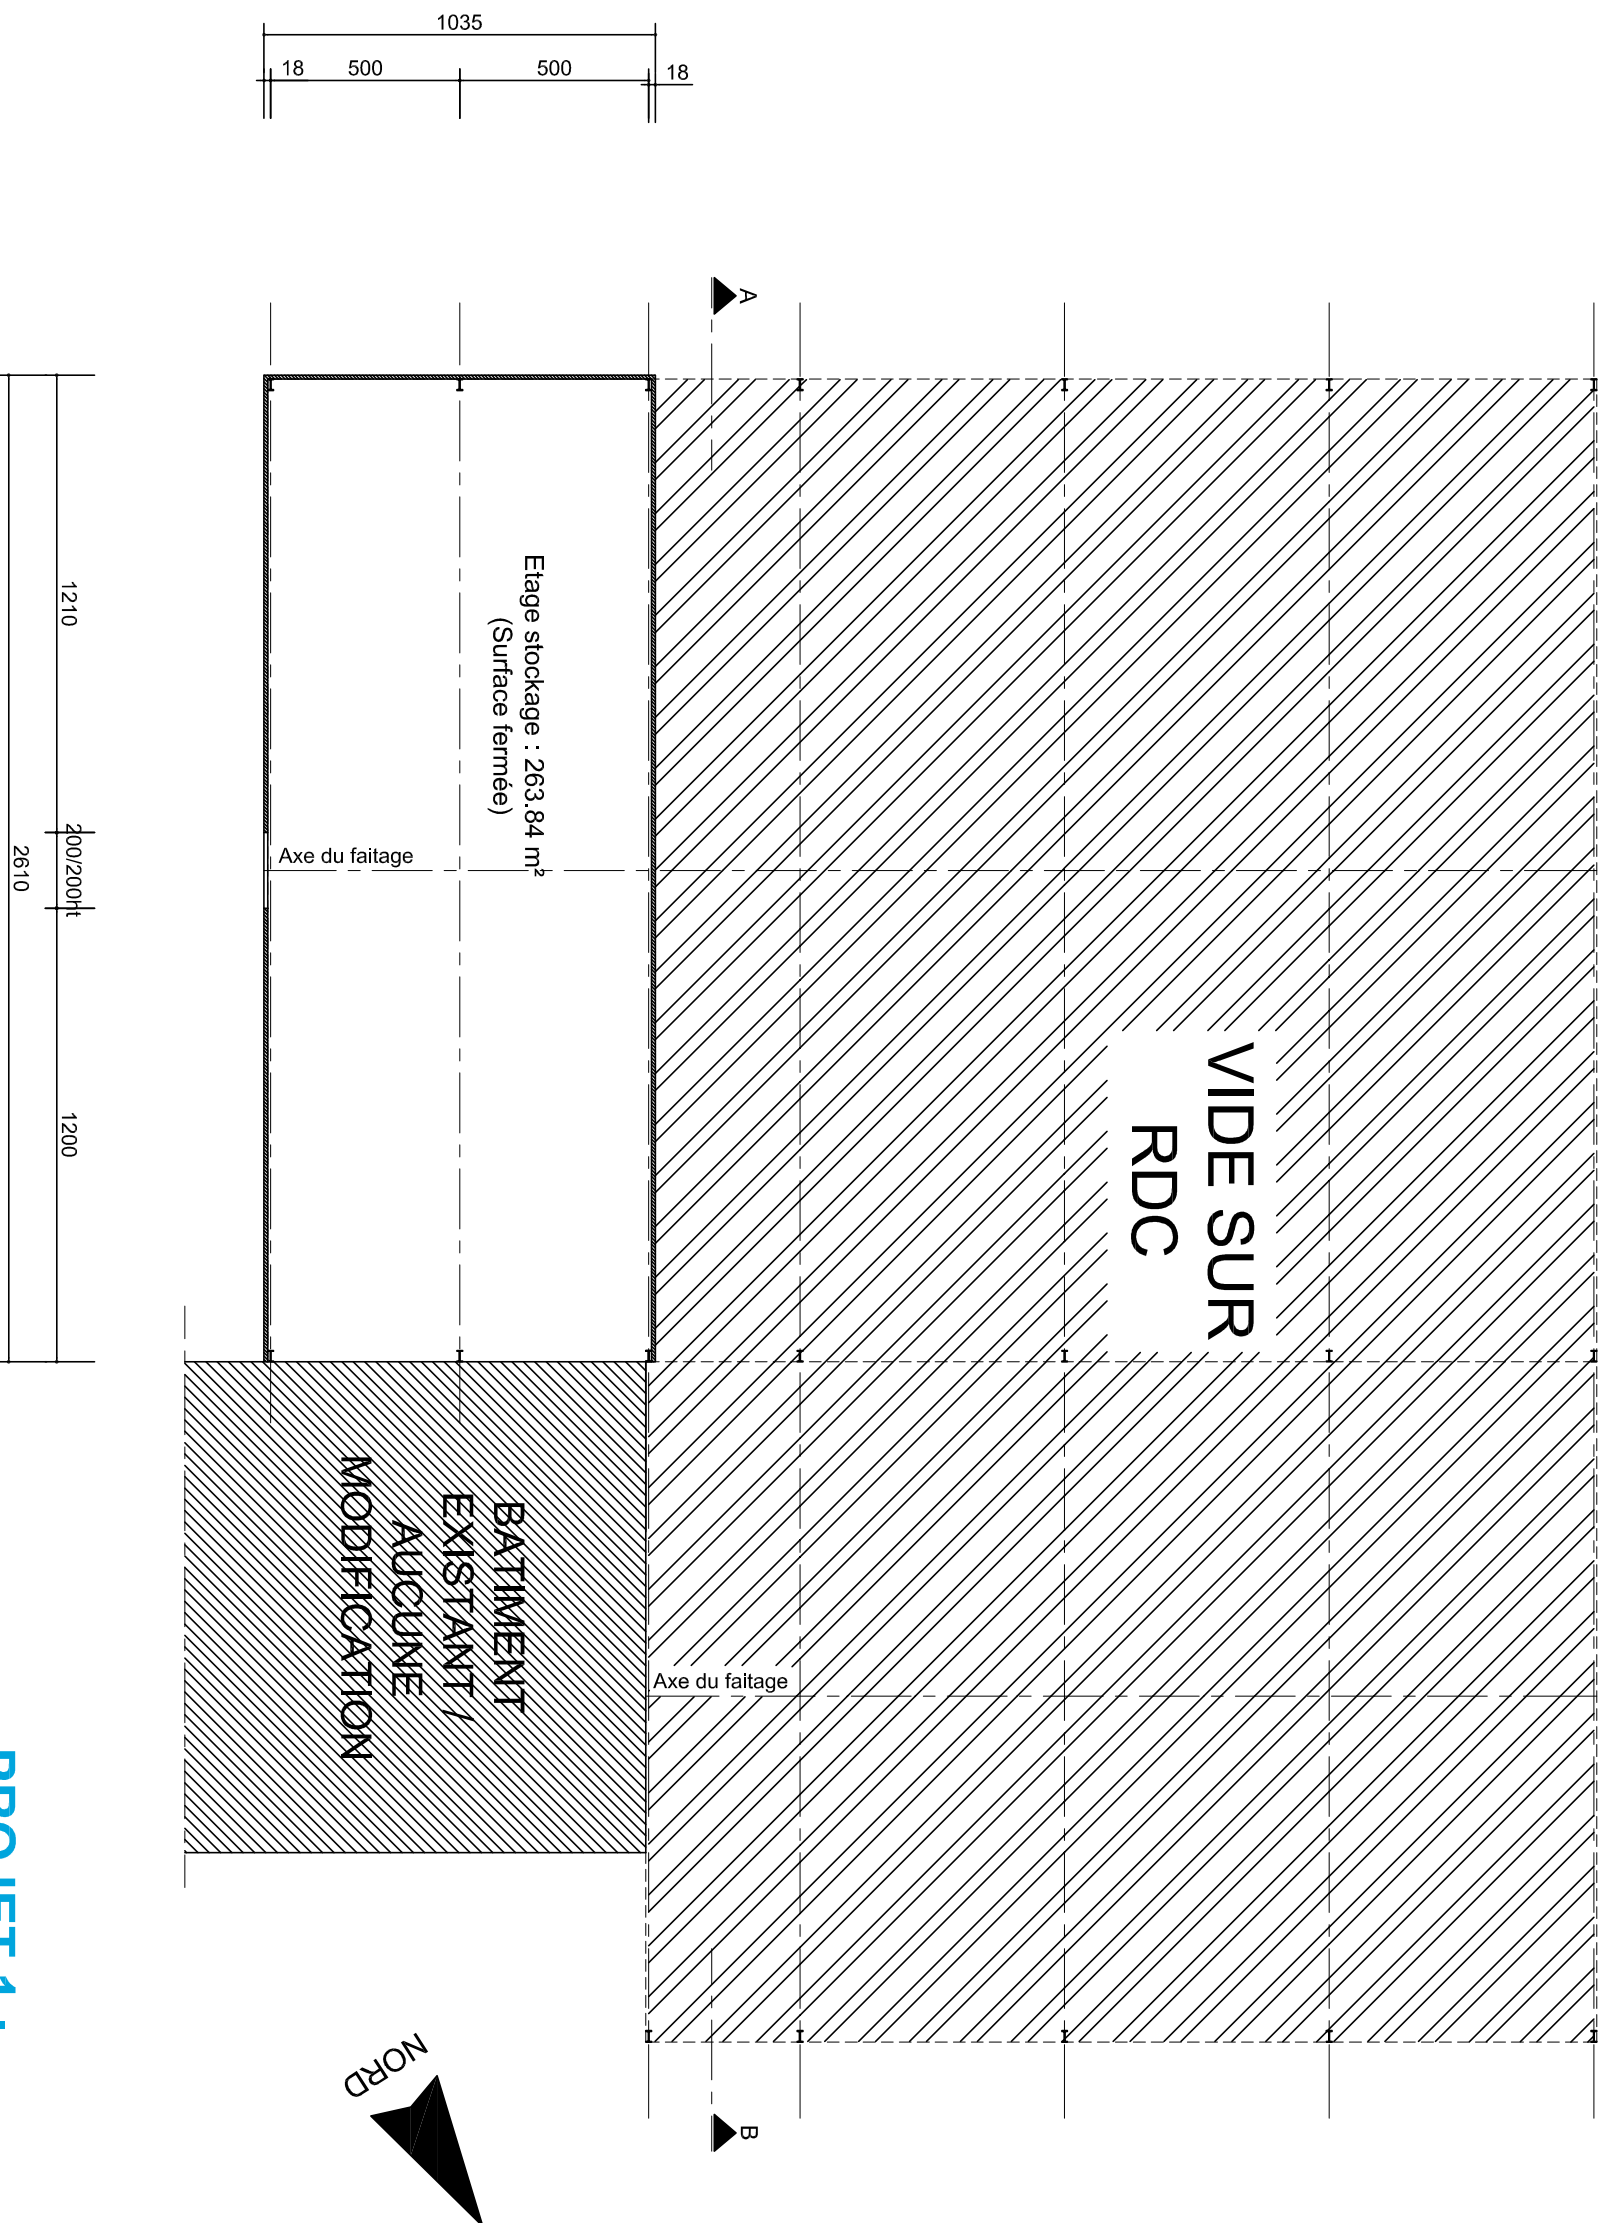 1035
18
500
500
18
A
1210
200/200ht
1200
2610
Etage stockage : 263.84 m²
(Surface fermée)
Axe du faitage
VIDE SUR
RDC
BATIMENT
EXISTANT /
AUCUNE
MODIFICATION
Axe du faitage
NORD
B